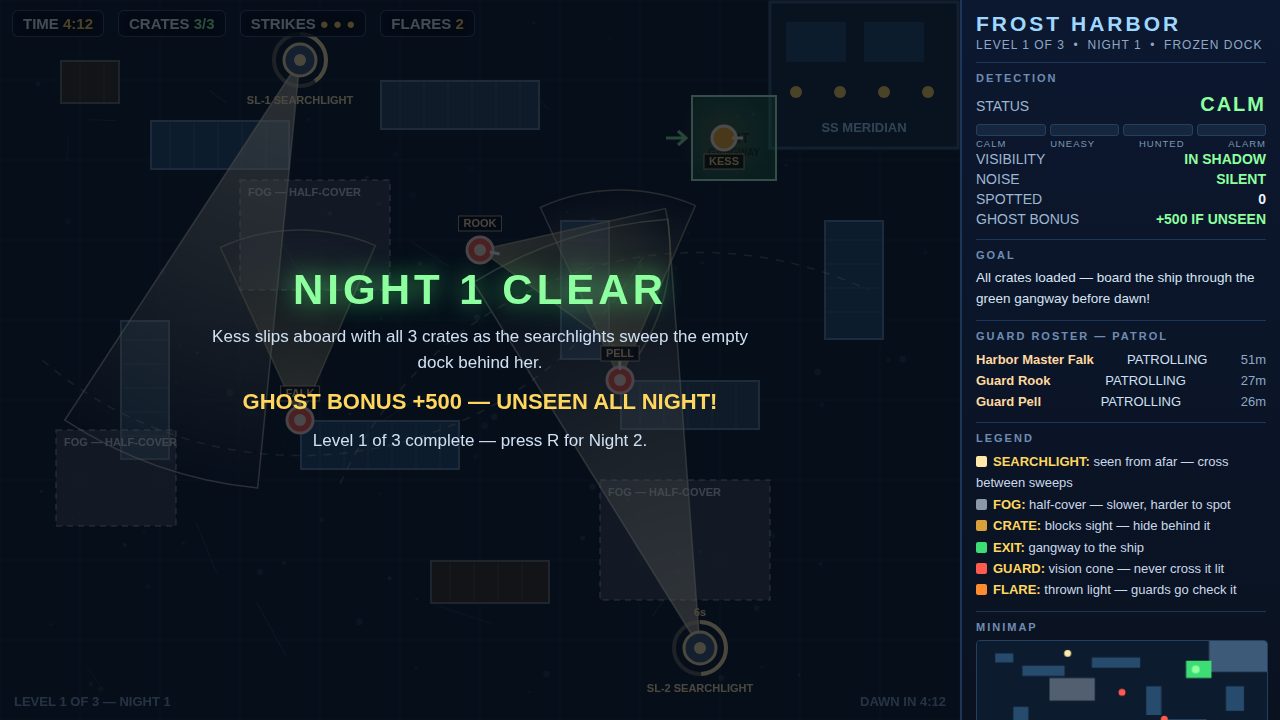 TIME 4:12
CRATES 3/3
STRIKES ● ● ●
FLARES 2
SL-1 SEARCHLIGHT
SS MERIDIAN
KESS
FOG — HALF-COVER
ROOK
NIGHT 1 CLEAR
Kess slips aboard with all 3 crates as the searchlights sweep the empty
dock behind her.
PELL
FALK
GHOST BONUS +500 — UNSEEN ALL NIGHT!
Level 1 of 3 complete — press R for Night 2.
FOG — HALF-COVER
FOG — HALF-COVER
6s
SL-2 SEARCHLIGHT
LEVEL 1 OF 3 — NIGHT 1
DAWN IN 4:12
FROST HARBOR
LEVEL 1 OF 3 • NIGHT 1 • FROZEN DOCK
DETECTION
STATUS CALM
CALM UNEASY HUNTED ALARM
VISIBILITY IN SHADOW
NOISE SILENT
SPOTTED 0
GHOST BONUS +500 IF UNSEEN
GOAL
All crates loaded — board the ship through the
green gangway before dawn!
GUARD ROSTER — PATROL
Harbor Master Falk PATROLLING 51m
Guard Rook PATROLLING 27m
Guard Pell PATROLLING 26m
LEGEND
SEARCHLIGHT: seen from afar — cross
between sweeps
FOG: half-cover — slower, harder to spot
CRATE: blocks sight — hide behind it
EXIT: gangway to the ship
GUARD: vision cone — never cross it lit
FLARE: thrown light — guards go check it
MINIMAP